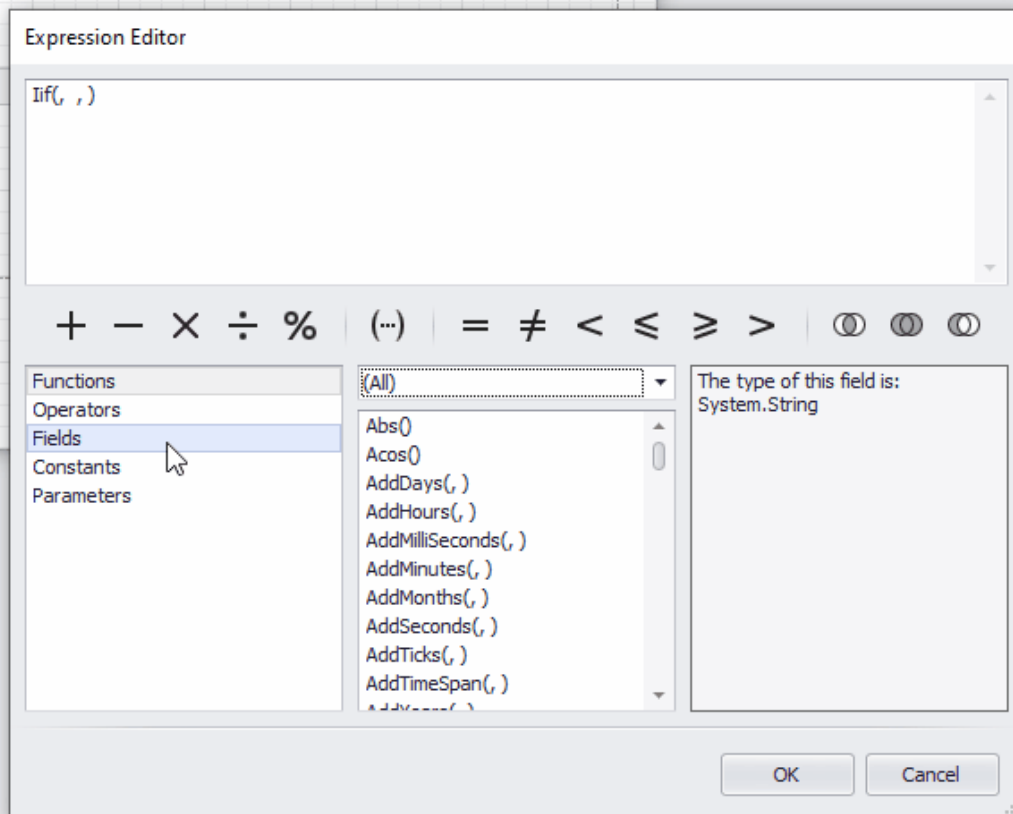 Expression Editor
Iif(, , )
+ − × ÷ % (···) = ≠ < ⩽ ⩾ >
Functions
Operators
Fields
Constants
Parameters
(All)
Abs()
Acos()
AddDays(, )
AddHours(, )
AddMilliSeconds(, )
AddMinutes(, )
AddMonths(, )
AddSeconds(, )
AddTicks(, )
AddTimeSpan(, )
The type of this field is:
System.String
OK
Cancel